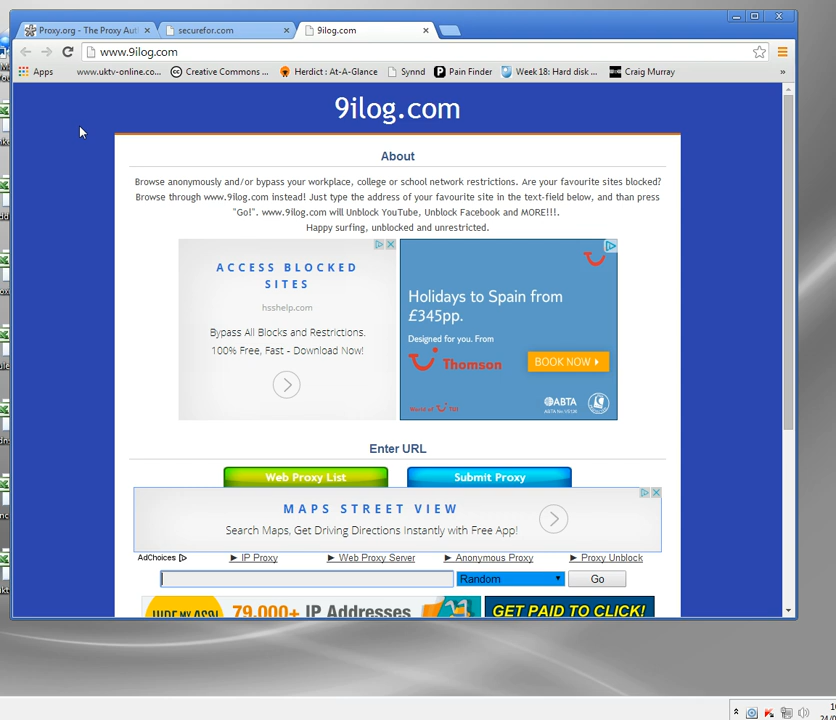 Proxy.org - The Proxy Aut
securefor.com
9ilog.com
www.9ilog.com
Apps
www.uktv-online.co...
Creative Commons ...
Herdict : At-A-Glance
Synnd
Pain Finder
Week 18: Hard disk ...
Craig Murray
»
9ilog.com
About
Browse anonymously and/or bypass your workplace, college or school network restrictions. Are your favourite sites blocked?
Browse through www.9ilog.com instead! Just type the address of your favourite site in the text-field below, and than press
"Go!". www.9ilog.com will Unblock YouTube, Unblock Facebook and MORE!!!.
Happy surfing, unblocked and unrestricted.
ACCESS BLOCKED
SITES
hsshelp.com
Bypass All Blocks and Restrictions.
100% Free, Fast - Download Now!
Holidays to Spain from
£345pp.
Designed for you. From
Thomson
BOOK NOW
ABTA
Enter URL
Web Proxy List
Submit Proxy
MAPS STREET VIEW
Search Maps, Get Driving Directions Instantly with Free App!
AdChoices
► IP Proxy
► Web Proxy Server
► Anonymous Proxy
► Proxy Unblock
Random
Go
HIDE MY ASS!
79,000+ IP Addresses
GET PAID TO CLICK!